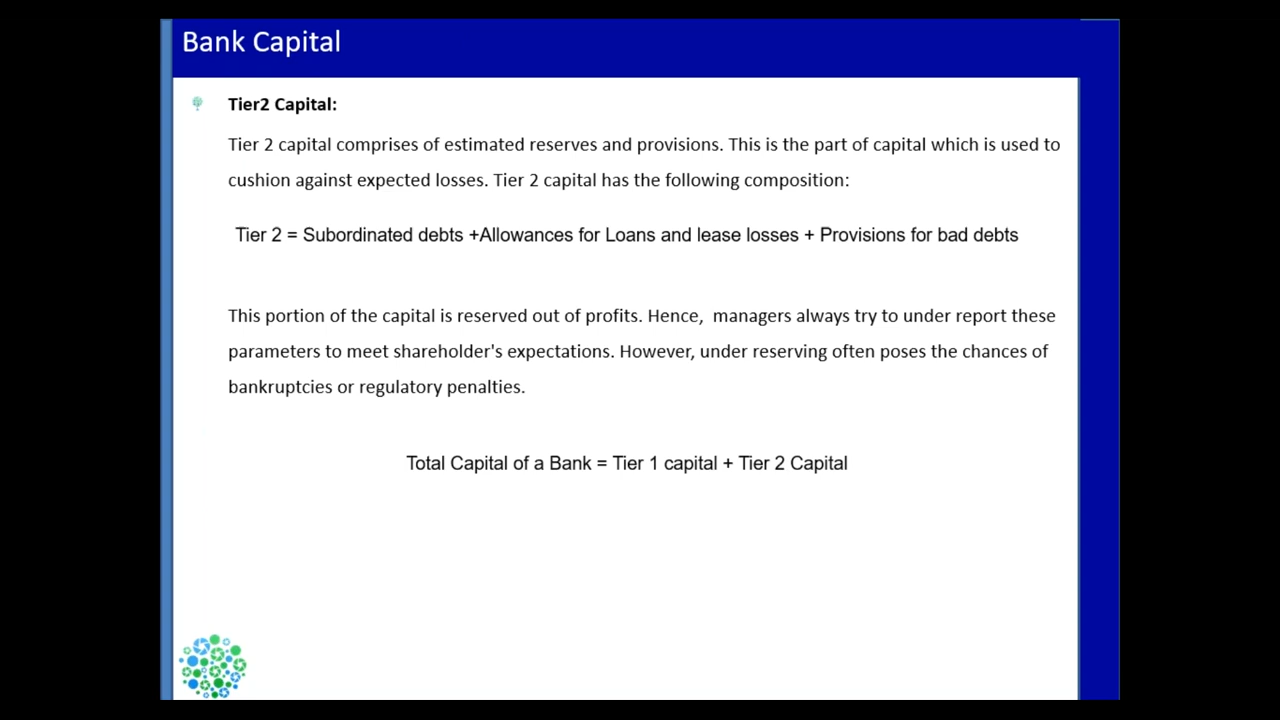 Bank Capital
Tier2 Capital:
Tier 2 capital comprises of estimated reserves and provisions. This is the part of capital which is used to
cushion against expected losses. Tier 2 capital has the following composition:
Tier 2 = Subordinated debts +Allowances for Loans and lease losses + Provisions for bad debts
This portion of the capital is reserved out of profits. Hence,  managers always try to under report these
parameters to meet shareholder's expectations. However, under reserving often poses the chances of
bankruptcies or regulatory penalties.
Total Capital of a Bank = Tier 1 capital + Tier 2 Capital